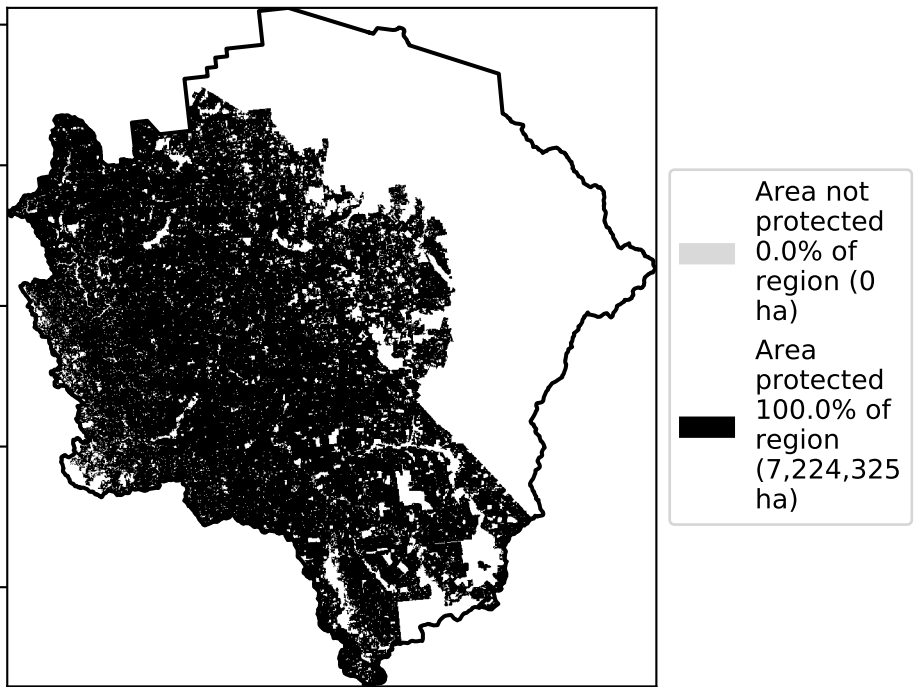 Area not
protected
0.0% of
region (0
ha)
Area
protected
100.0% of
region
(7,224,325
ha)